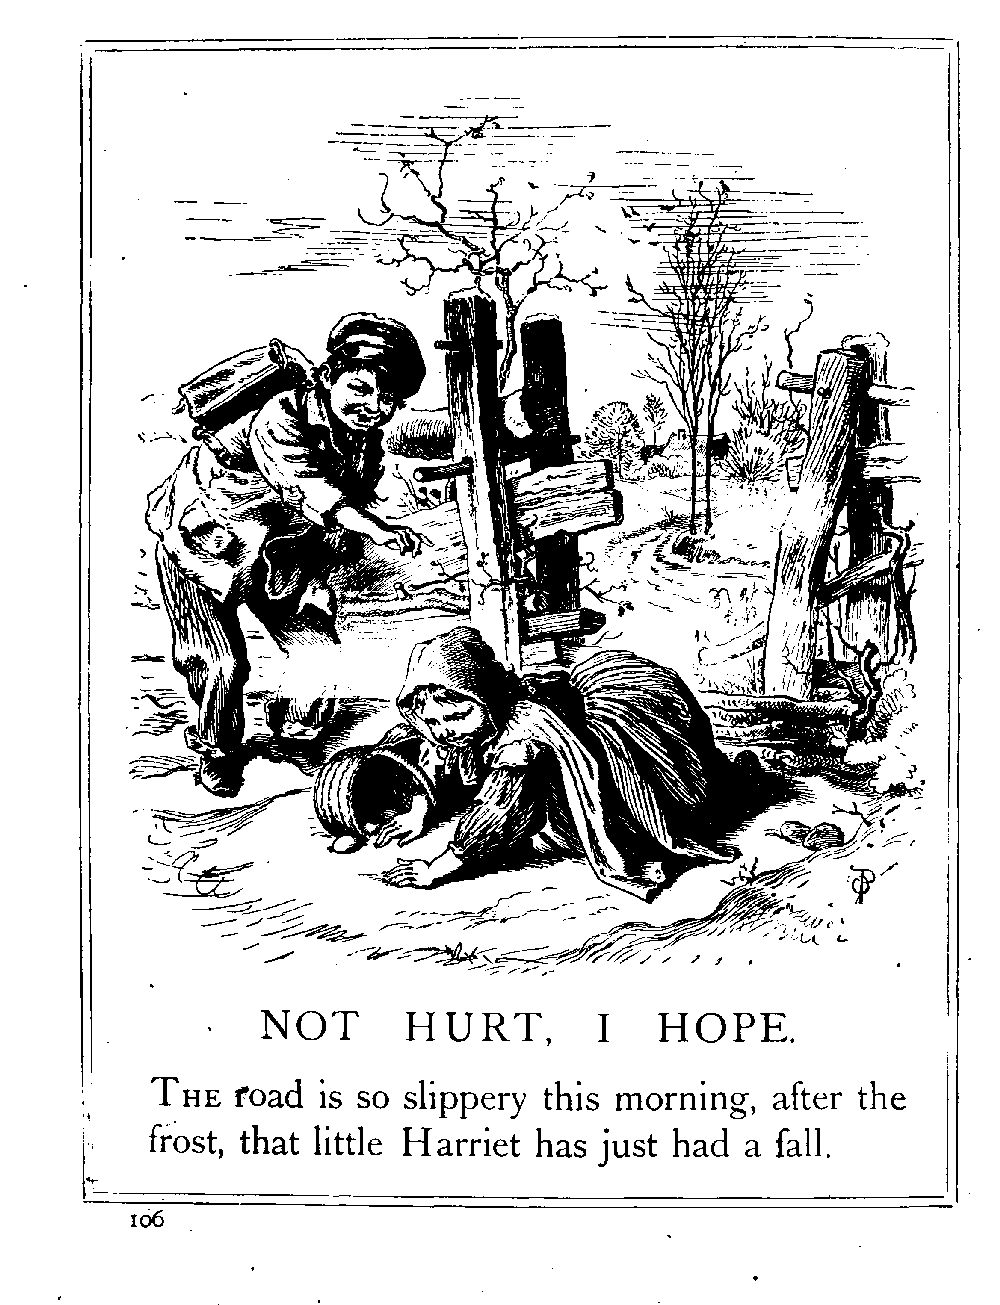 NOT HURT, I HOPE.
THE road is so slippery this morning, after the
frost, that little Harriet has just had a fall.
106